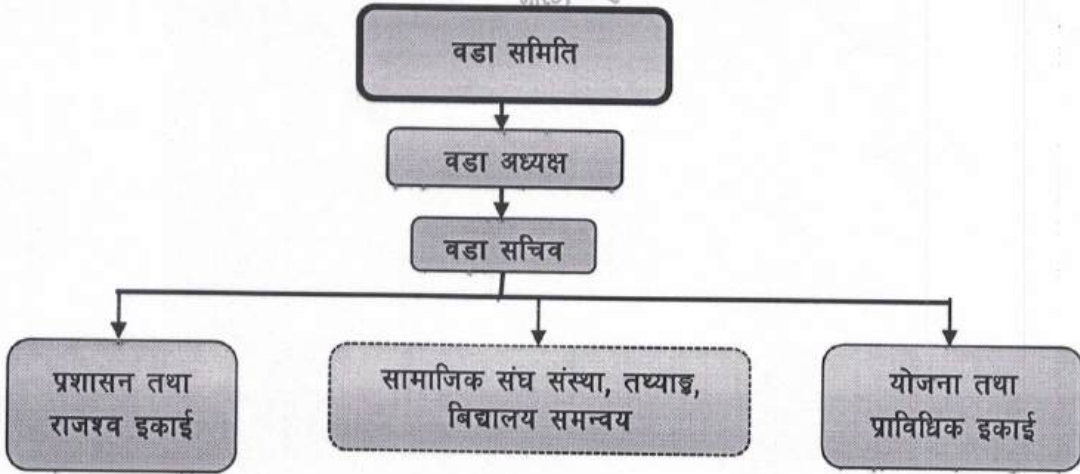 वडा समिति
वडा अध्यक्ष
वडा सचिव
प्रशासन तथा
राजश्व इकाई
सामाजिक संघ संस्था, तथ्याङ्क,
बिद्यालय समन्वय
योजना तथा
प्राविधिक इकाई